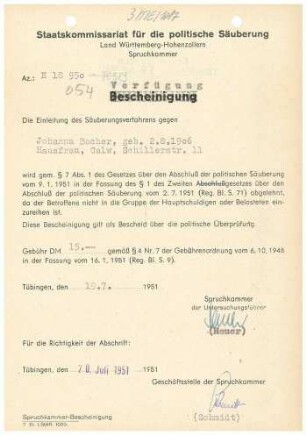 Staatskommissariat für die politische Säuberung
Land Württemberg-Hohenzollern
Spruchkammer
Az.: H 18 950
054
Verfügung
Bescheinigung
Die Einleitung des Säuberungsverfahrens gegen
Johanna Bocher, geb. 2.8.1906
Hausfrau, Calw, Schillerstr. 11
wird gem. § 7 Abs. 1 des Gesetzes über den Abschluß der politischen Säuberung
vom 9. 1. 1951 in der Fassung des § 1 des Zweiten Abschlußgesetzes über den
Abschluß der politischen Säuberung vom 2. 7. 1951 (Reg. Bl. S. 71) abgelehnt,
da der Betroffene nicht in die Gruppe der Hauptschuldigen oder Belasteten ein-
zureihen ist.
Diese Bescheinigung gilt als Bescheid über die politische Überprüfung.
Gebühr DM 15.-- gemäß § 4 Nr. 7 der Gebührenordnung vom 6. 10. 1948
in der Fassung vom 16. 1. 1951 (Reg. Bl. S. 9).
Tübingen, den 19.7. 1951
Spruchkammer
der Untersuchungsführer
Für die Richtigkeit der Abschrift:
Tübingen, den 20. Juli 1951 1951
Geschäftsstelle der Spruchkammer
(Schmidt)
Spruchkammer-Bescheinigung